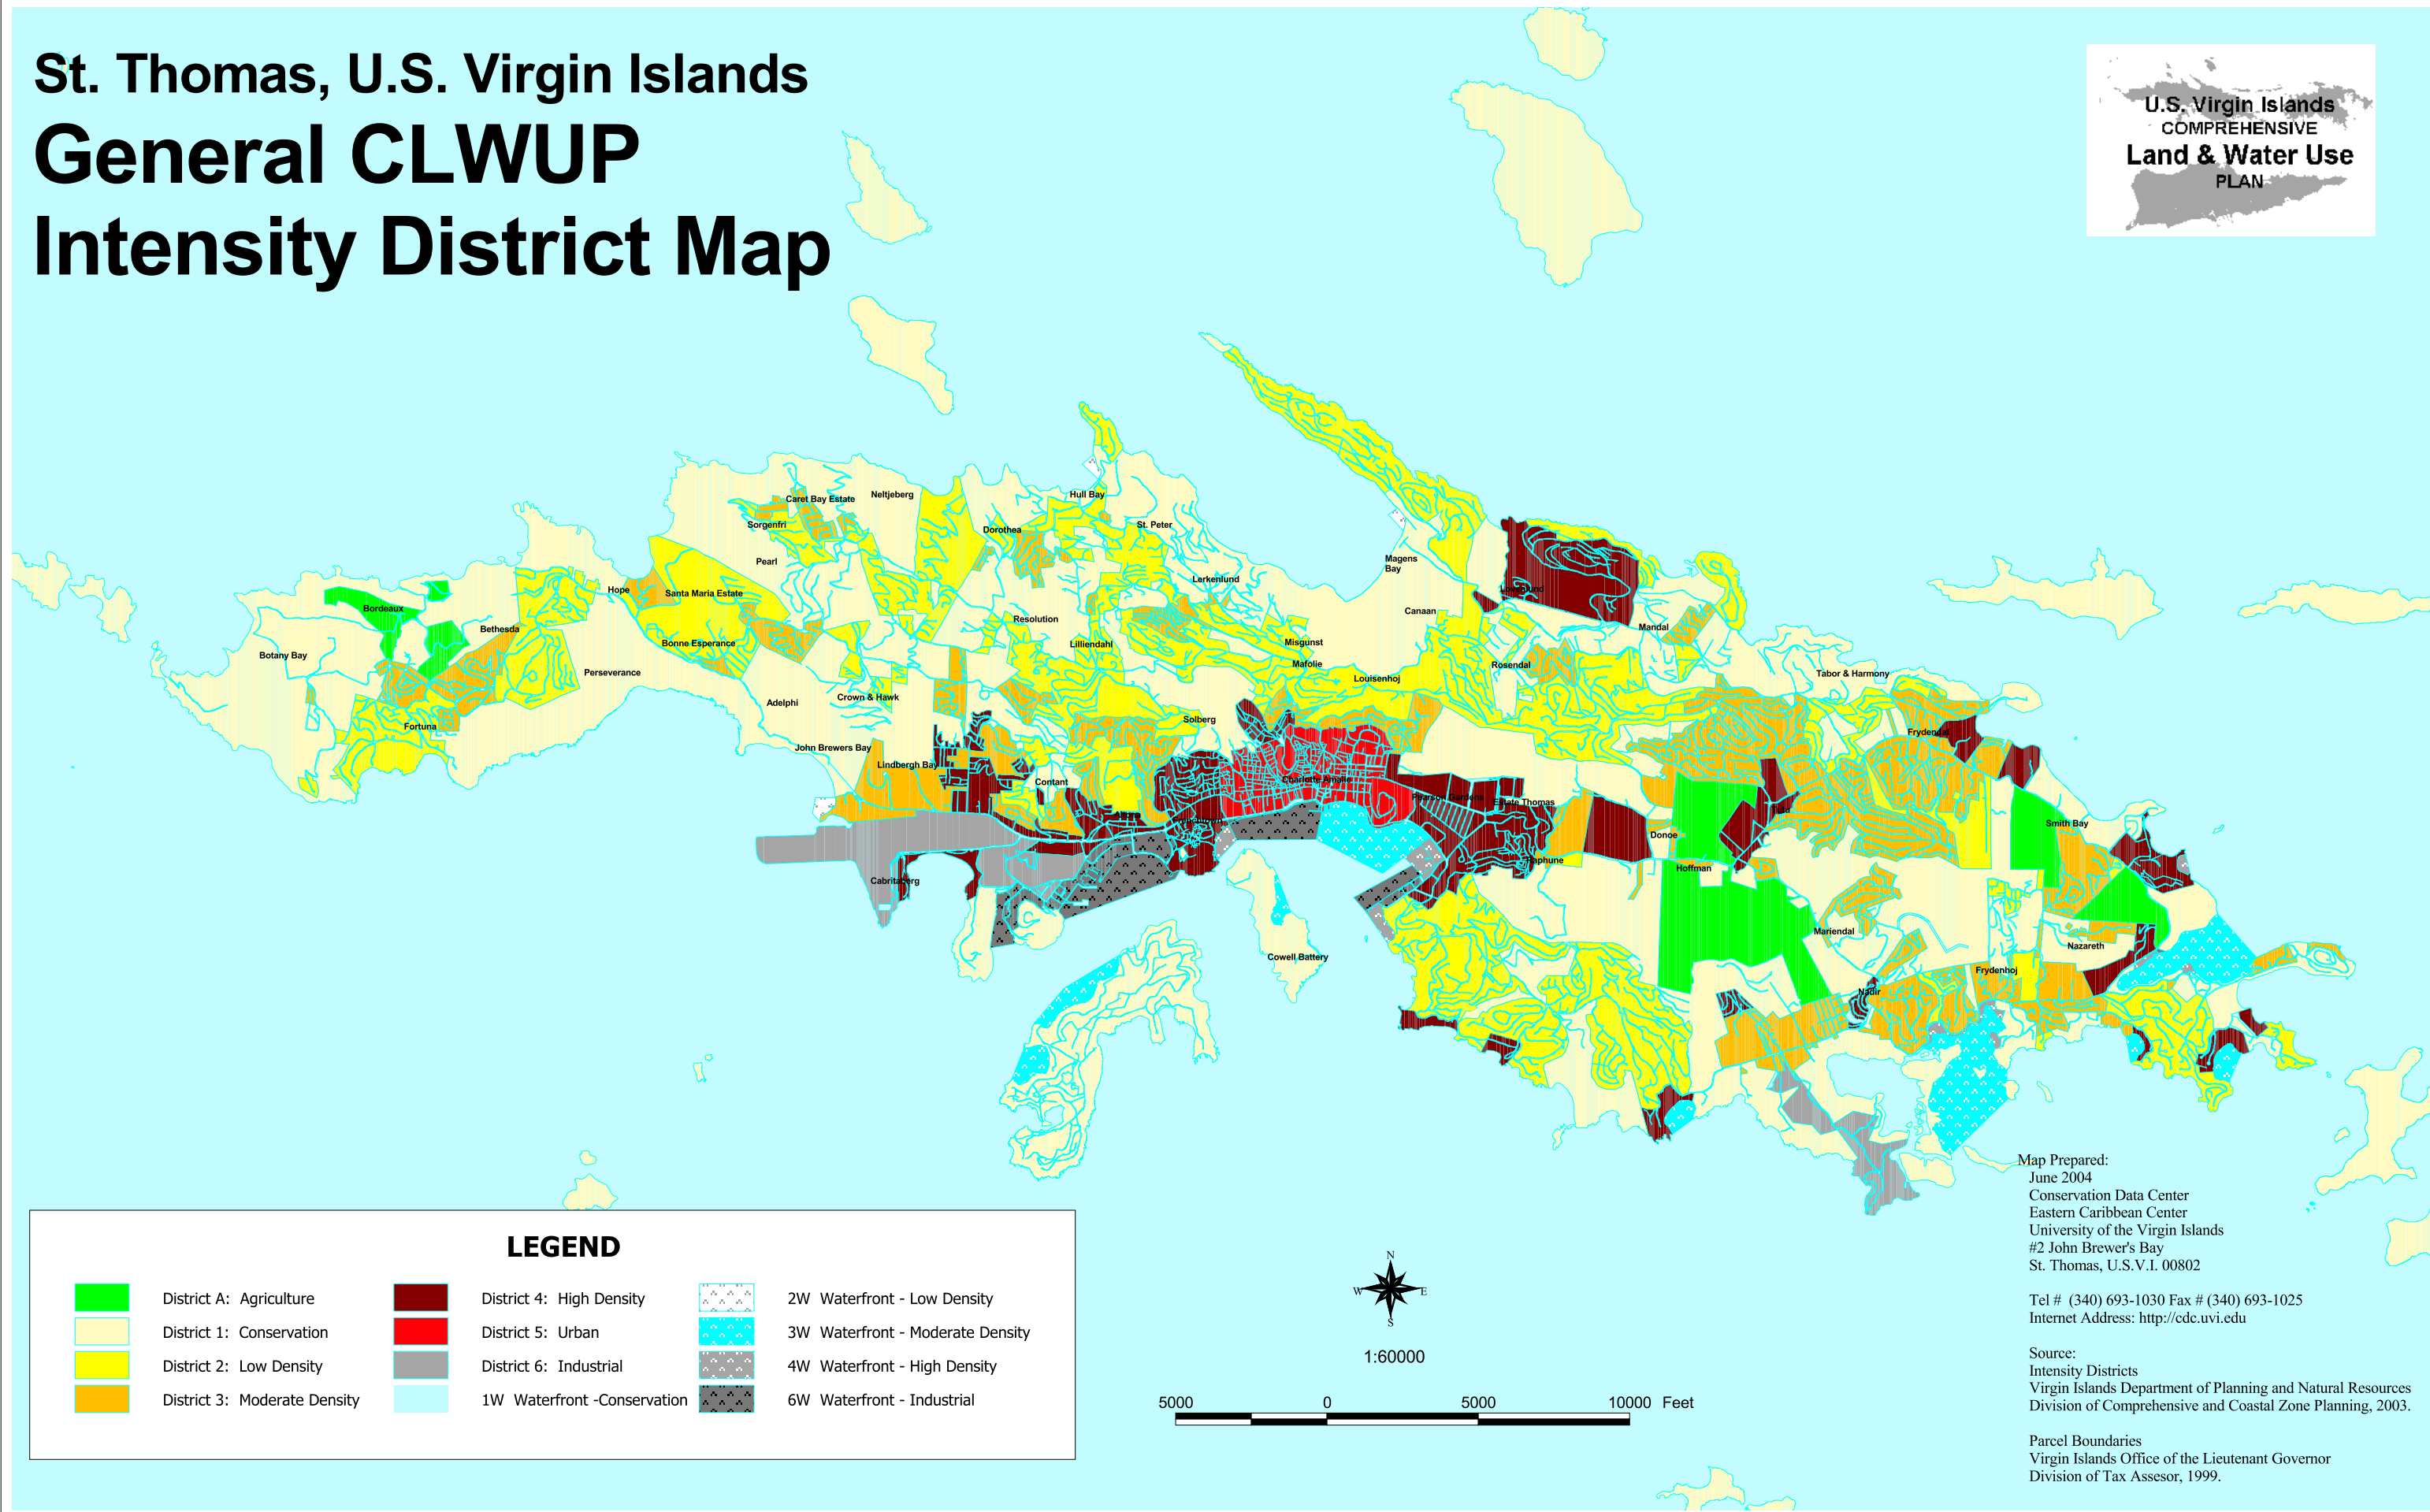 St. Thomas, U.S. Virgin Islands
General CLWUP
Intensity District Map
U.S. Virgin Islands
COMPREHENSIVE
Land & Water Use
PLAN
Caret Bay Estate
Neltjeberg
Hull Bay
Sorgenfri
Dorothea
St. Peter
Pearl
Magens
Bay
Lerkenlund
Lovenlund
Hope
Santa Maria Estate
Bordeaux
Canaan
Resolution
Mandal
Bethesda
Bonne Esperance
Lilliendahl
Misgunst
Botany Bay
Mafolie
Rosendal
Perseverance
Louisenhoj
Tabor & Harmony
Crown & Hawk
Adelphi
Solberg
Fortuna
Frydendal
John Brewers Bay
Lindbergh Bay
Contant
Charlotte Amalie
Pearson Gardens
Estate Thomas
Tutu
Altona
Frenchtown
Smith Bay
Donoe
Raphune
Hoffman
Cabritaberg
Mariendal
Nazareth
Cowell Battery
Frydenhoj
Nadir
LEGEND
District A: Agriculture
District 1: Conservation
District 2: Low Density
District 3: Moderate Density
District 4: High Density
District 5: Urban
District 6: Industrial
1W Waterfront -Conservation
2W Waterfront - Low Density
3W Waterfront - Moderate Density
4W Waterfront - High Density
6W Waterfront - Industrial
N
W E
S
1:60000
5000 0 5000 10000 Feet
Map Prepared:
June 2004
Conservation Data Center
Eastern Caribbean Center
University of the Virgin Islands
#2 John Brewer's Bay
St. Thomas, U.S.V.I. 00802
Tel # (340) 693-1030 Fax # (340) 693-1025
Internet Address: http://cdc.uvi.edu
Source:
Intensity Districts
Virgin Islands Department of Planning and Natural Resources
Division of Comprehensive and Coastal Zone Planning, 2003.
Parcel Boundaries
Virgin Islands Office of the Lieutenant Governor
Division of Tax Assesor, 1999.